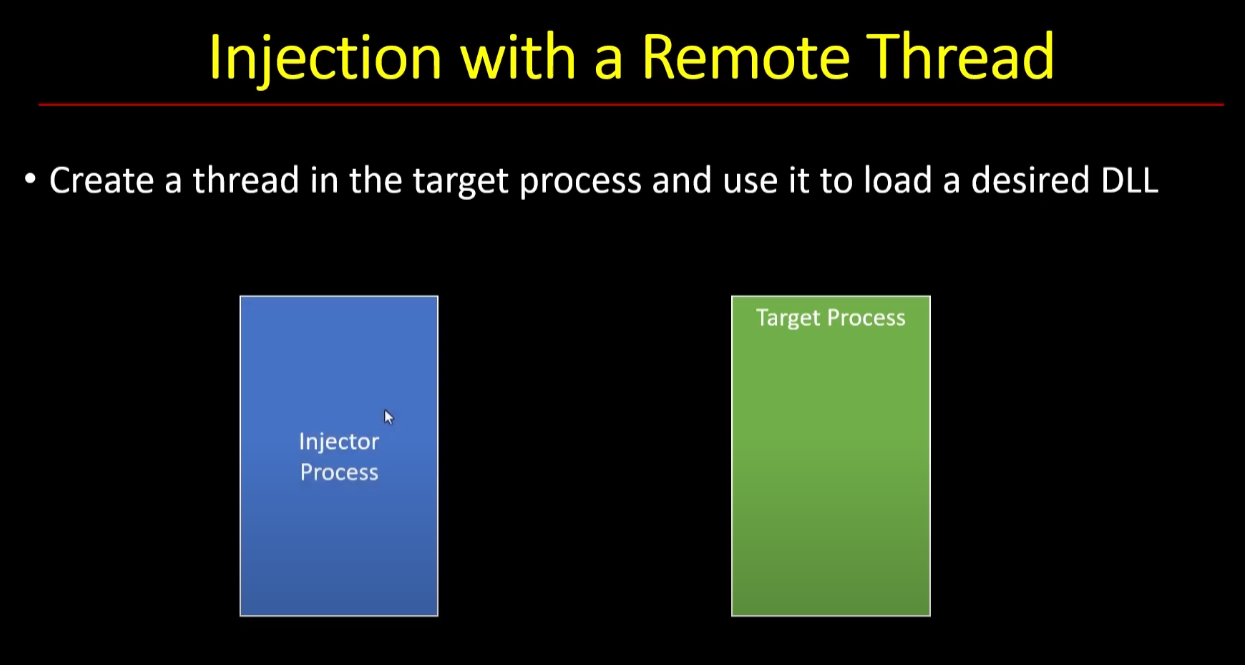 Injection with a Remote Thread
• Create a thread in the target process and use it to load a desired DLL
Injector
Process
Target Process